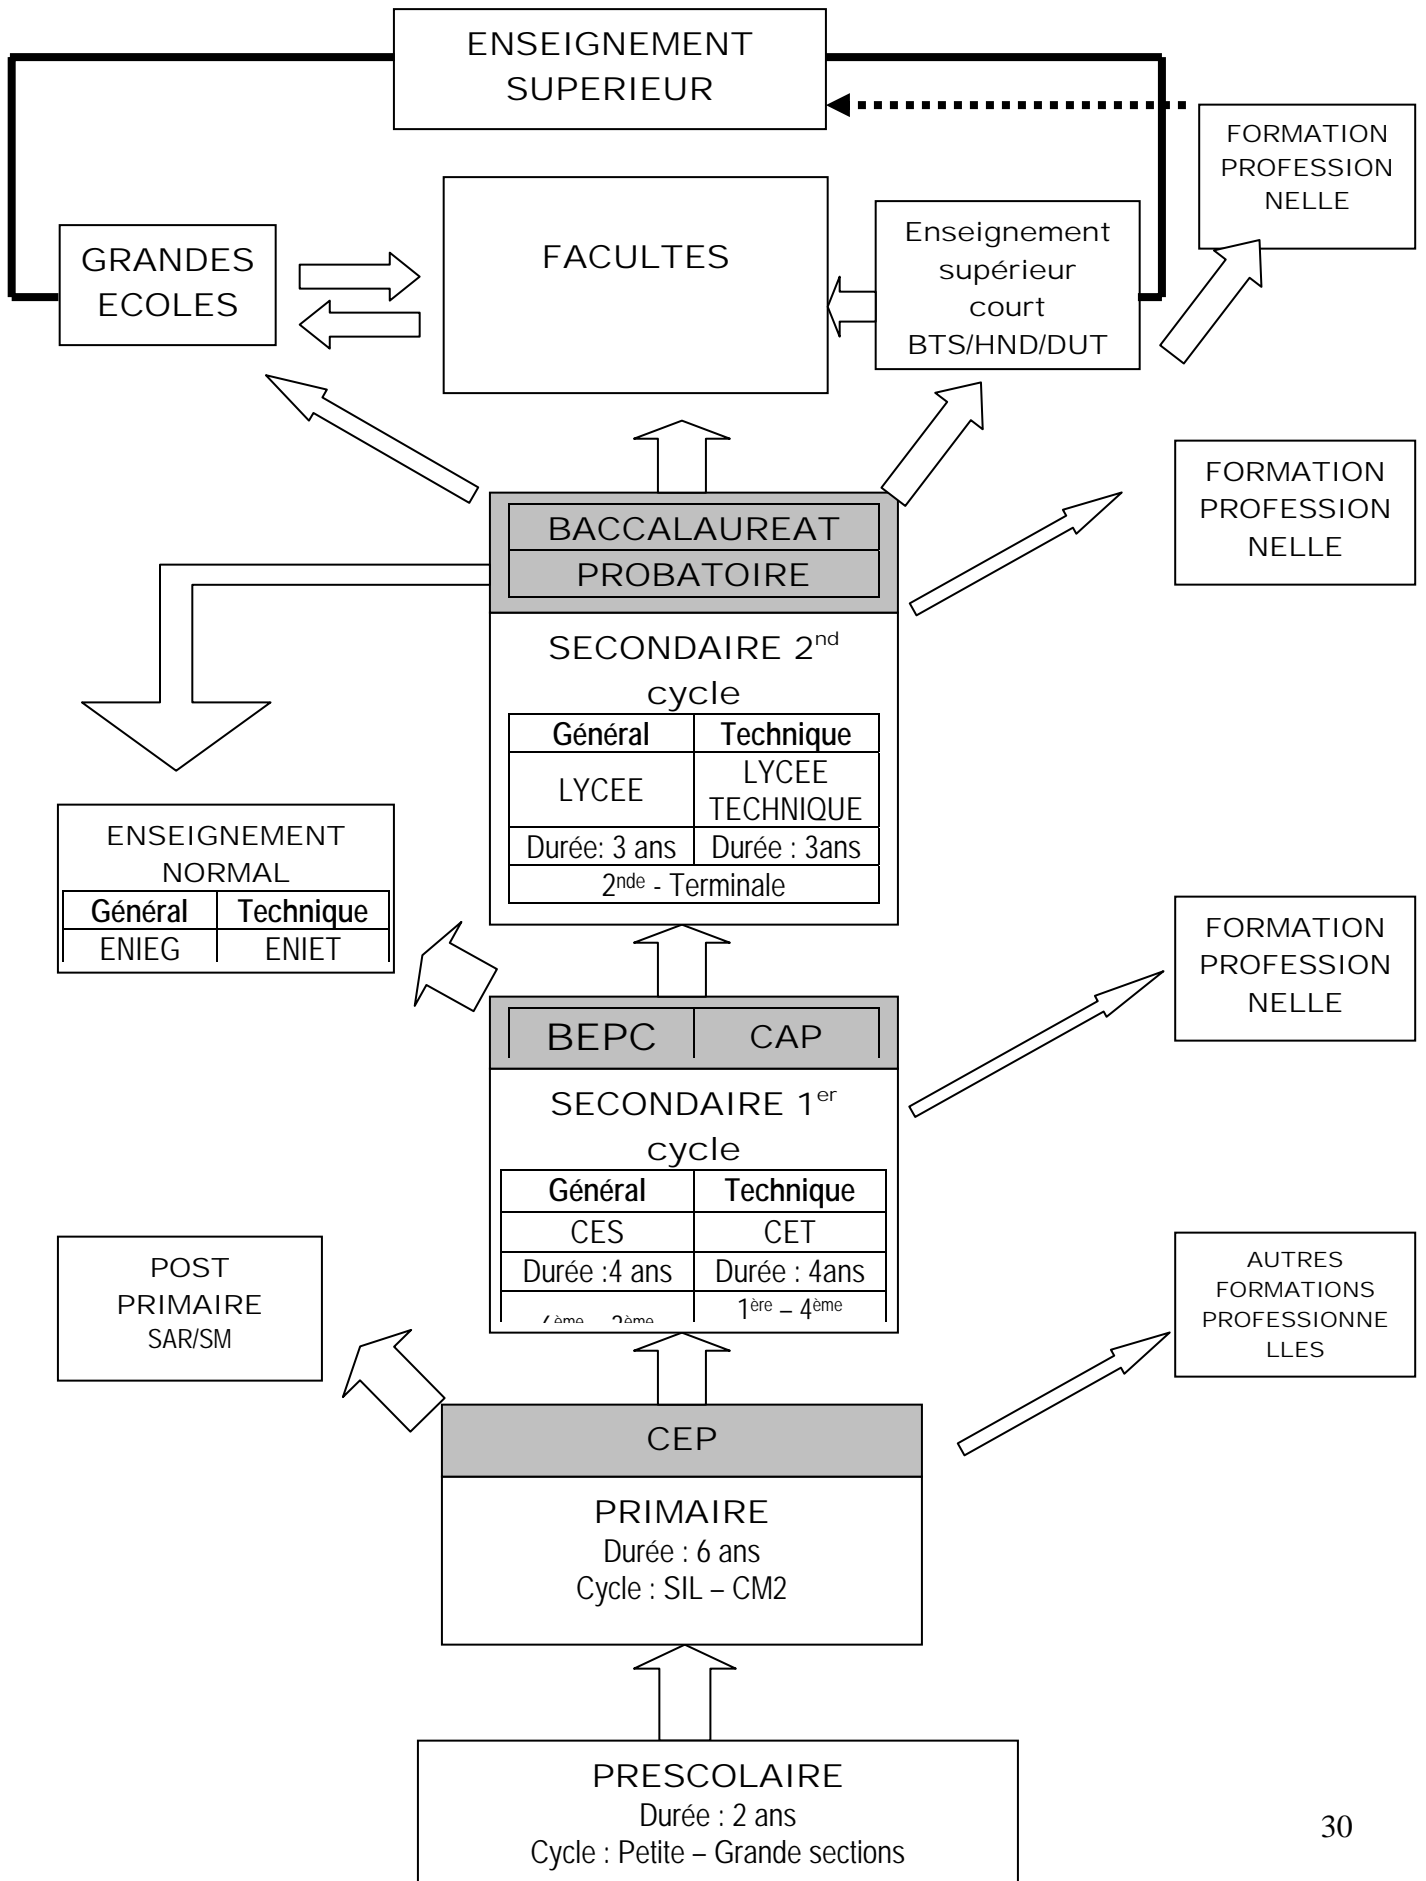 ENSEIGNEMENT
SUPERIEUR
FORMATION
PROFESSION
NELLE
GRANDES
ECOLES
FACULTES
Enseignement
supérieur
court
BTS/HND/DUT
FORMATION
PROFESSION
NELLE
BACCALAUREAT
PROBATOIRE
SECONDAIRE 2nd
cycle
Général Technique
LYCEE LYCEE
TECHNIQUE
Durée: 3 ans Durée : 3ans
2nde - Terminale
ENSEIGNEMENT
NORMAL
Général Technique
ENIEG ENIET
FORMATION
PROFESSION
NELLE
BEPC CAP
SECONDAIRE 1er
cycle
Général Technique
CES CET
Durée :4 ans Durée : 4ans
1ère – 4ème
POST
PRIMAIRE
SAR/SM
AUTRES
FORMATIONS
PROFESSIONNE
LLES
CEP
PRIMAIRE
Durée : 6 ans
Cycle : SIL – CM2
PRESCOLAIRE
Durée : 2 ans
Cycle : Petite – Grande sections
30